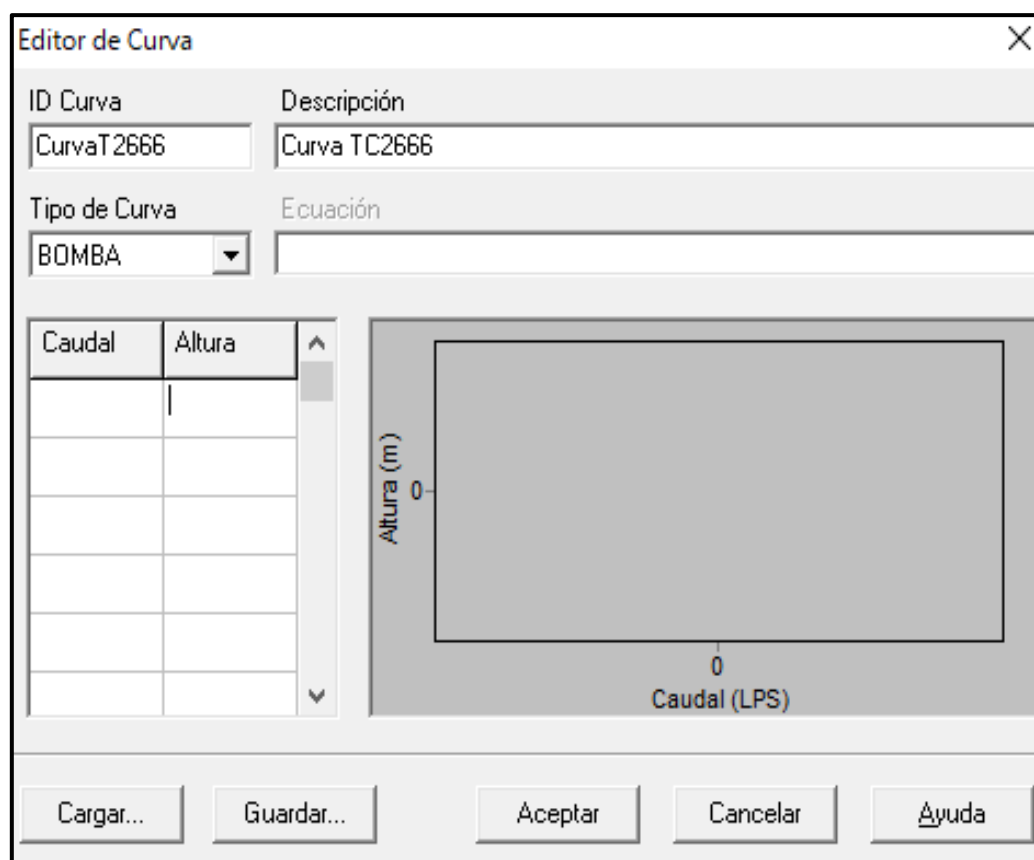 Editor de Curva
ID Curva Descripción
CurvaT2666 Curva TC2666
Tipo de Curva Ecuación
BOMBA
Caudal Altura
Altura (m)
0
0
Caudal (LPS)
Cargar... Guardar... Aceptar Cancelar Ayuda